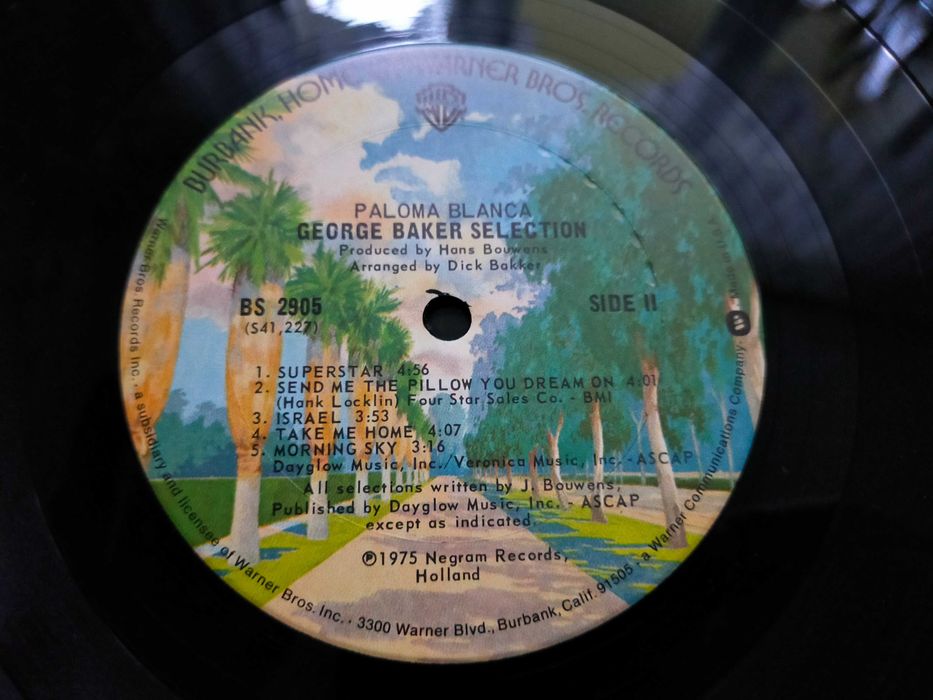 BURBANK, HOME WARNER BROS. RECORDS
PALOMA BLANCA
GEORGE BAKER SELECTION
Produced by Hans Bouwens
Arranged by Dick Bakker
BS 2905
SIDE II
(S41,227)
1. SUPERSTAR 4:56
2. SEND ME THE PILLOW YOU DREAM ON 4:01
(Hank Locklin) Four Star Sales Co. - BMI
3. ISRAEL 3:53
4. TAKE ME HOME 4:07
5. MORNING SKY 3:16
Dayglow Music, Inc./Veronica Music, Inc. - ASCAP
All selections written by J. Bouwens,
Published by Dayglow Music, Inc. - ASCAP
except as indicated.
℗1975 Negram Records,
Holland
Warner Bros. Records Inc., a subsidiary and licensee of Warner Bros. Inc. • 3300 Warner Blvd., Burbank, Calif. 91505 • a Warner Communications Company.